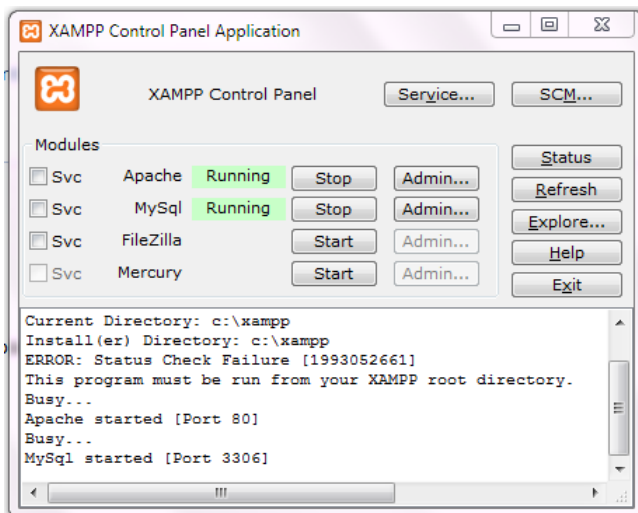 XAMPP Control Panel Application
XAMPP Control Panel Service... SCM...
Modules
Svc Apache Running Stop Admin...
Svc MySql Running Stop Admin...
Svc FileZilla Start Admin...
Svc Mercury Start Admin...
Status
Refresh
Explore...
Help
Exit
Current Directory: c:\xampp
Install(er) Directory: c:\xampp
ERROR: Status Check Failure [1993052661]
This program must be run from your XAMPP root directory.
Busy...
Apache started [Port 80]
Busy...
MySql started [Port 3306]